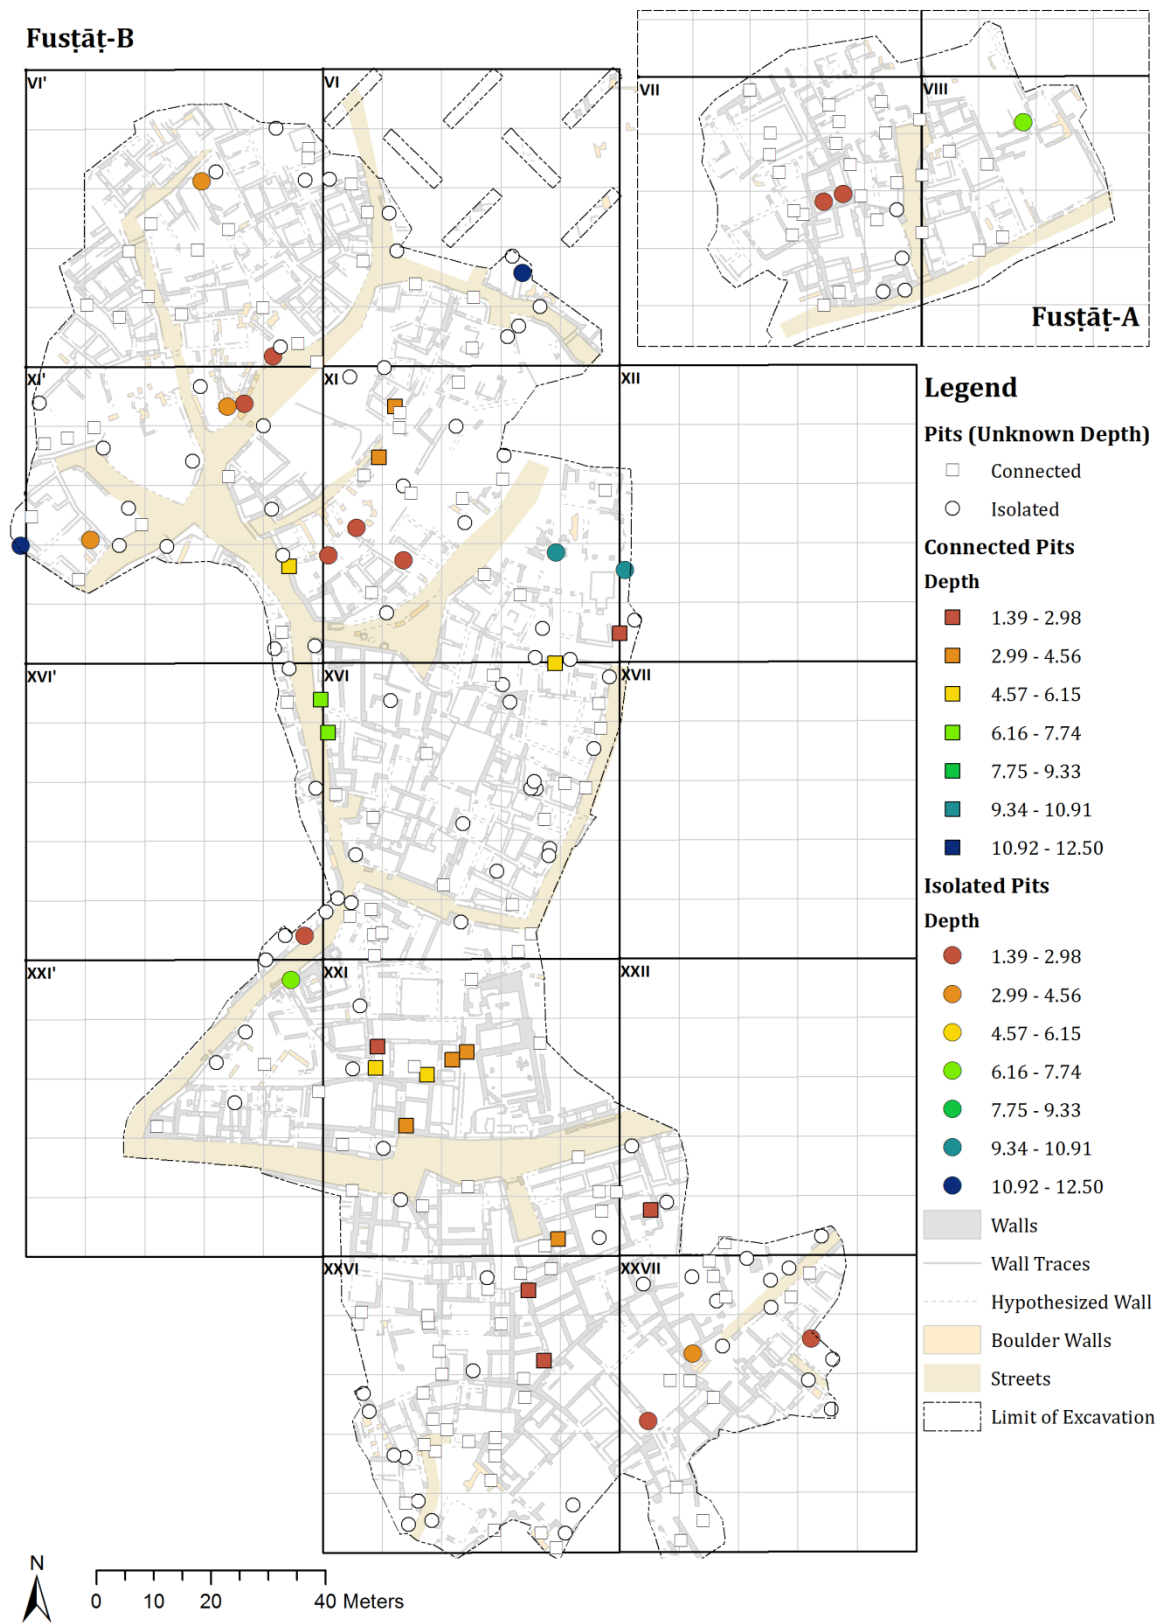 Fusṭāṭ-B
VI'
VI
VII
VIII
Fusṭāṭ-A
XI'
XI
XII
XVI'
XVI
XVII
XXI'
XXI
XXII
XXVI
XXVII
Legend
Pits (Unknown Depth)
Connected
Isolated
Connected Pits
Depth
1.39 - 2.98
2.99 - 4.56
4.57 - 6.15
6.16 - 7.74
7.75 - 9.33
9.34 - 10.91
10.92 - 12.50
Isolated Pits
Depth
1.39 - 2.98
2.99 - 4.56
4.57 - 6.15
6.16 - 7.74
7.75 - 9.33
9.34 - 10.91
10.92 - 12.50
Walls
Wall Traces
Hypothesized Wall
Boulder Walls
Streets
Limit of Excavation
N
0 10 20 40 Meters